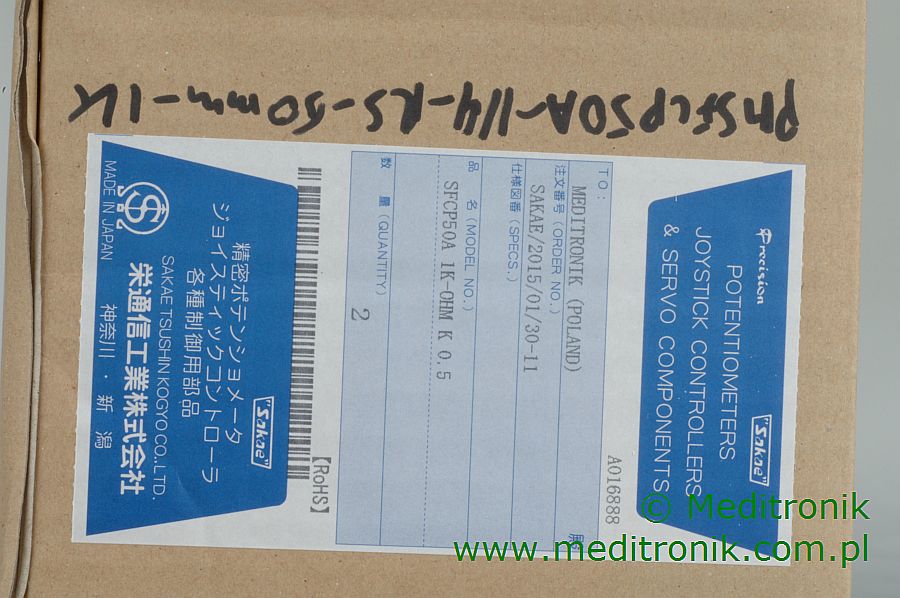 PMSFCP50A-114-RS-50mm-1K
Precision
"Sakae"
POTENTIOMETERS
JOYSTICK CONTROLLERS
& SERVO COMPONENTS
A016888
TO:
MEDITRONIK (POLAND)
殿
注文番号 (ORDER NO.)
SAKAE/2015/01/30-11
仕様図番 (SPECS.)
品 名 (MODEL NO.)
SFCP50A 1K-OHM K 0.5
数 量 (QUANTITY)
2
【RoHS】
"Sakae"
精密ポテンショメータ
ジョイスティックコントローラ
各種制御用部品
SAKAE TSUSHIN KOGYO CO.,LTD.
栄通信工業株式会社
神奈川・新潟
MADE IN JAPAN
© Meditronik
www.meditronik.com.pl